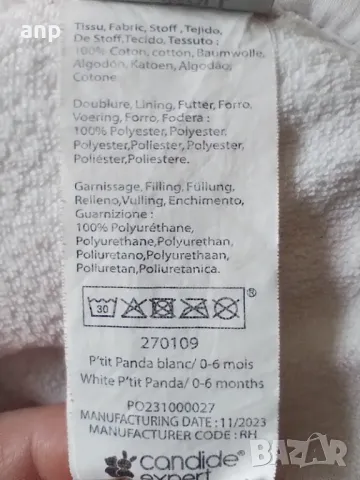 anp
Tissu, Fabric, Stoff, Tejido,
De Stoff,Tecido, Tessuto :
100% Coton, cotton, Baumwolle,
Algodón, Katoen, Algodão,
Cotone
Doublure, Lining, Futter, Forro,
Voering, Forro, Fodera :
100% Polyester, Polyester,
Polyester,Poliester,Polyester,
Poliéster,Poliestere.
Garnissage, Filling, Füllung,
Relleno,Vulling, Enchimento,
Guarnizione :
100% Polyuréthane,
Polyurethane,Polyurethan,
Poliuretano,Polyurethaan,
Poliuretan,Poliuretanica.
30
®
270109
P'tit Panda blanc/ 0-6 mois
White P'tit Panda/ 0-6 months
PO231000027
MANUFACTURING DATE : 11/2023
MANUFACTURER CODE : RH
candide®
expert
BAZAR